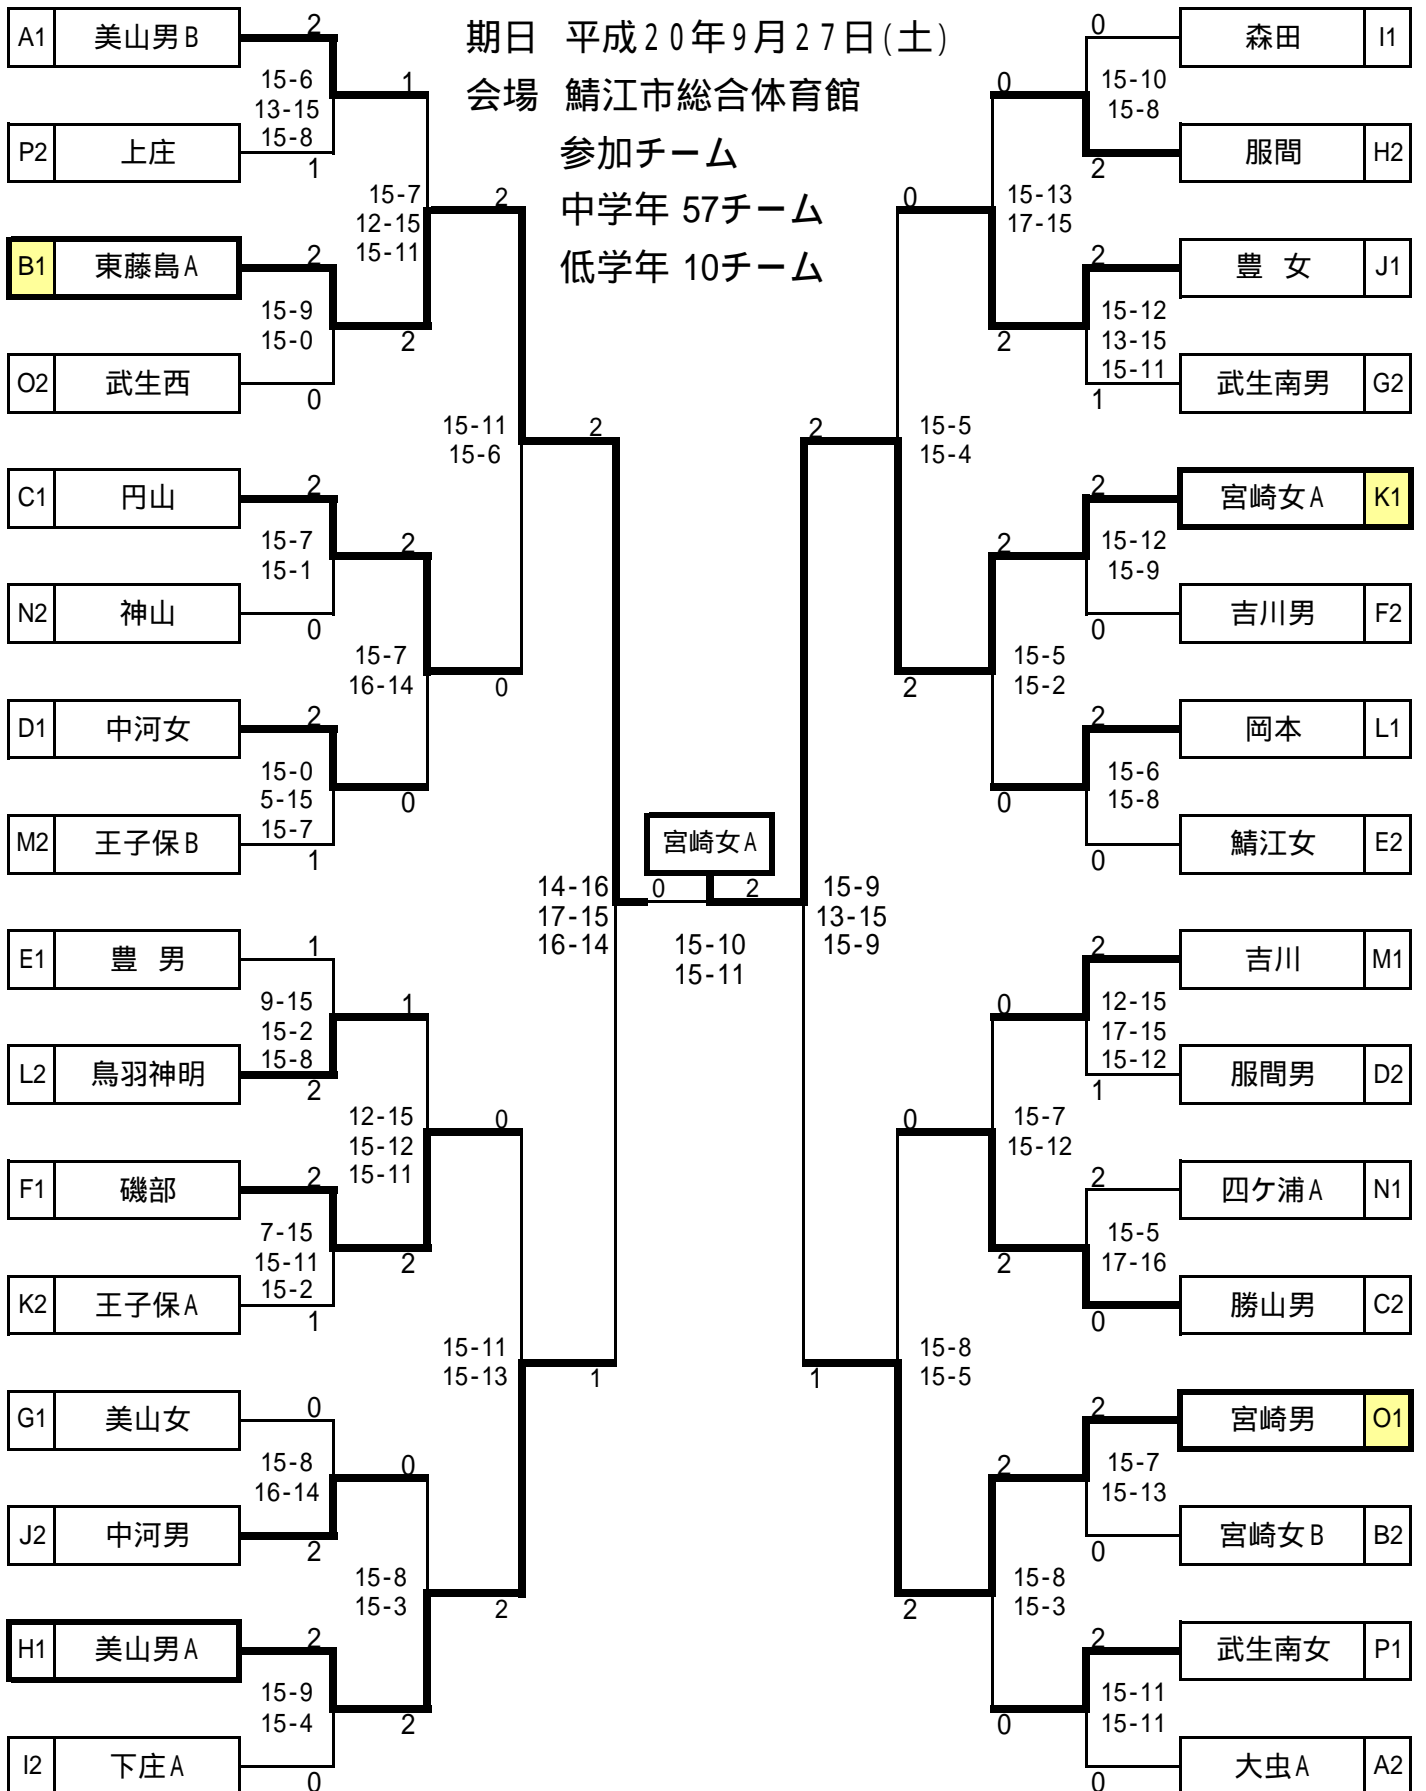 期日 平成20年9月27日(土)
会場 鯖江市総合体育館
参加チーム
中学年 57チーム
低学年 10チーム
A1 美山男B 2
15-6
13-15
15-8
P2 上庄 1
1
15-7
12-15
15-11
B1 東藤島A 2
15-9
15-0
O2 武生西 0
2
2
15-11
15-6
C1 円山 2
15-7
15-1
N2 神山 0
2
15-7
16-14
0
D1 中河女 2
15-0
5-15
15-7
M2 王子保B 1
0
2
14-16
17-15
16-14
E1 豊 男 1
9-15
15-2
15-8
L2 鳥羽神明 2
1
12-15
15-12
15-11
0
F1 磯部 2
7-15
15-11
15-2
K2 王子保A 1
2
15-11
15-13
1
G1 美山女 0
15-8
16-14
J2 中河男 2
0
15-8
15-3
2
H1 美山男A 2
15-9
15-4
I2 下庄A 0
2
宮崎女A
0 2
15-10
15-11
0 森田 I1
15-10
15-8
2 服間 H2
0
15-13
17-15
0
2 豊 女 J1
15-12
13-15
15-11
1 武生南男 G2
2
2
15-5
15-4
2 宮崎女A K1
15-12
15-9
0 吉川男 F2
2
15-5
15-2
2
2 岡本 L1
15-6
15-8
0 鯖江女 E2
0
15-9
13-15
15-9
2 吉川 M1
12-15
17-15
15-12
1 服間男 D2
0
15-7
15-12
0
2 四ケ浦A N1
15-5
17-16
0 勝山男 C2
2
1
15-8
15-5
2 宮崎男 O1
15-7
15-13
0 宮崎女B B2
2
15-8
15-3
2
2 武生南女 P1
15-11
15-11
0 大虫A A2
0